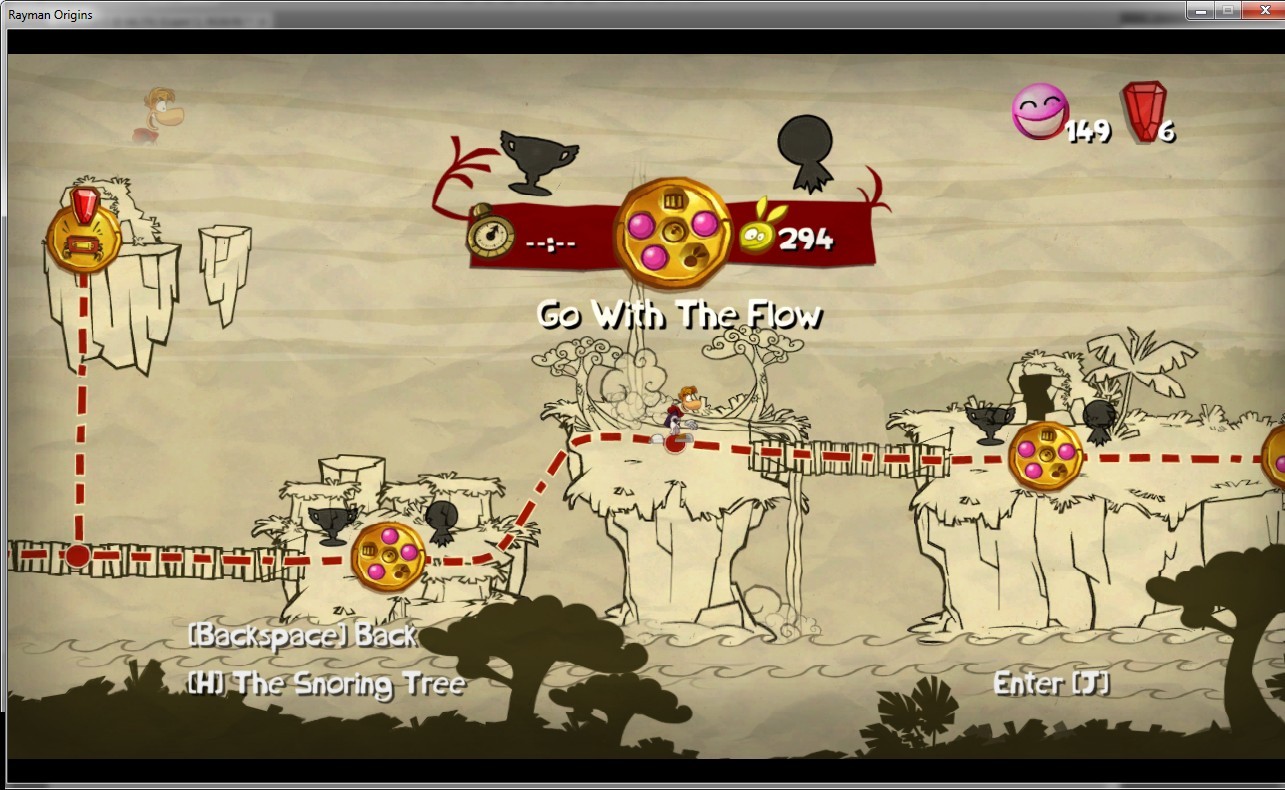 Rayman Origins
149
6
--:--
294
Go With The Flow
[Backspace] Back
[H] The Snoring Tree
Enter [J]